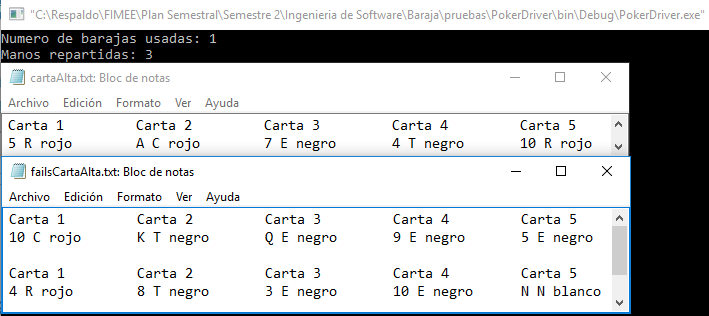 "C:\Respaldo\FIMEE\Plan Semestral\Semestre 2\Ingenieria de Software\Baraja\pruebas\PokerDriver\bin\Debug\PokerDriver.exe"
Numero de barajas usadas: 1
Manos repartidas: 3
cartaAlta.txt: Bloc de notas
Archivo Edición Formato Ver Ayuda
Carta 1 Carta 2 Carta 3 Carta 4 Carta 5
5 R rojo A C rojo 7 E negro 4 T negro 10 R rojo
failsCartaAlta.txt: Bloc de notas
Archivo Edición Formato Ver Ayuda
Carta 1 Carta 2 Carta 3 Carta 4 Carta 5
10 C rojo K T negro Q E negro 9 E negro 5 E negro
Carta 1 Carta 2 Carta 3 Carta 4 Carta 5
4 R rojo 8 T negro 3 E negro 10 E negro N N blanco